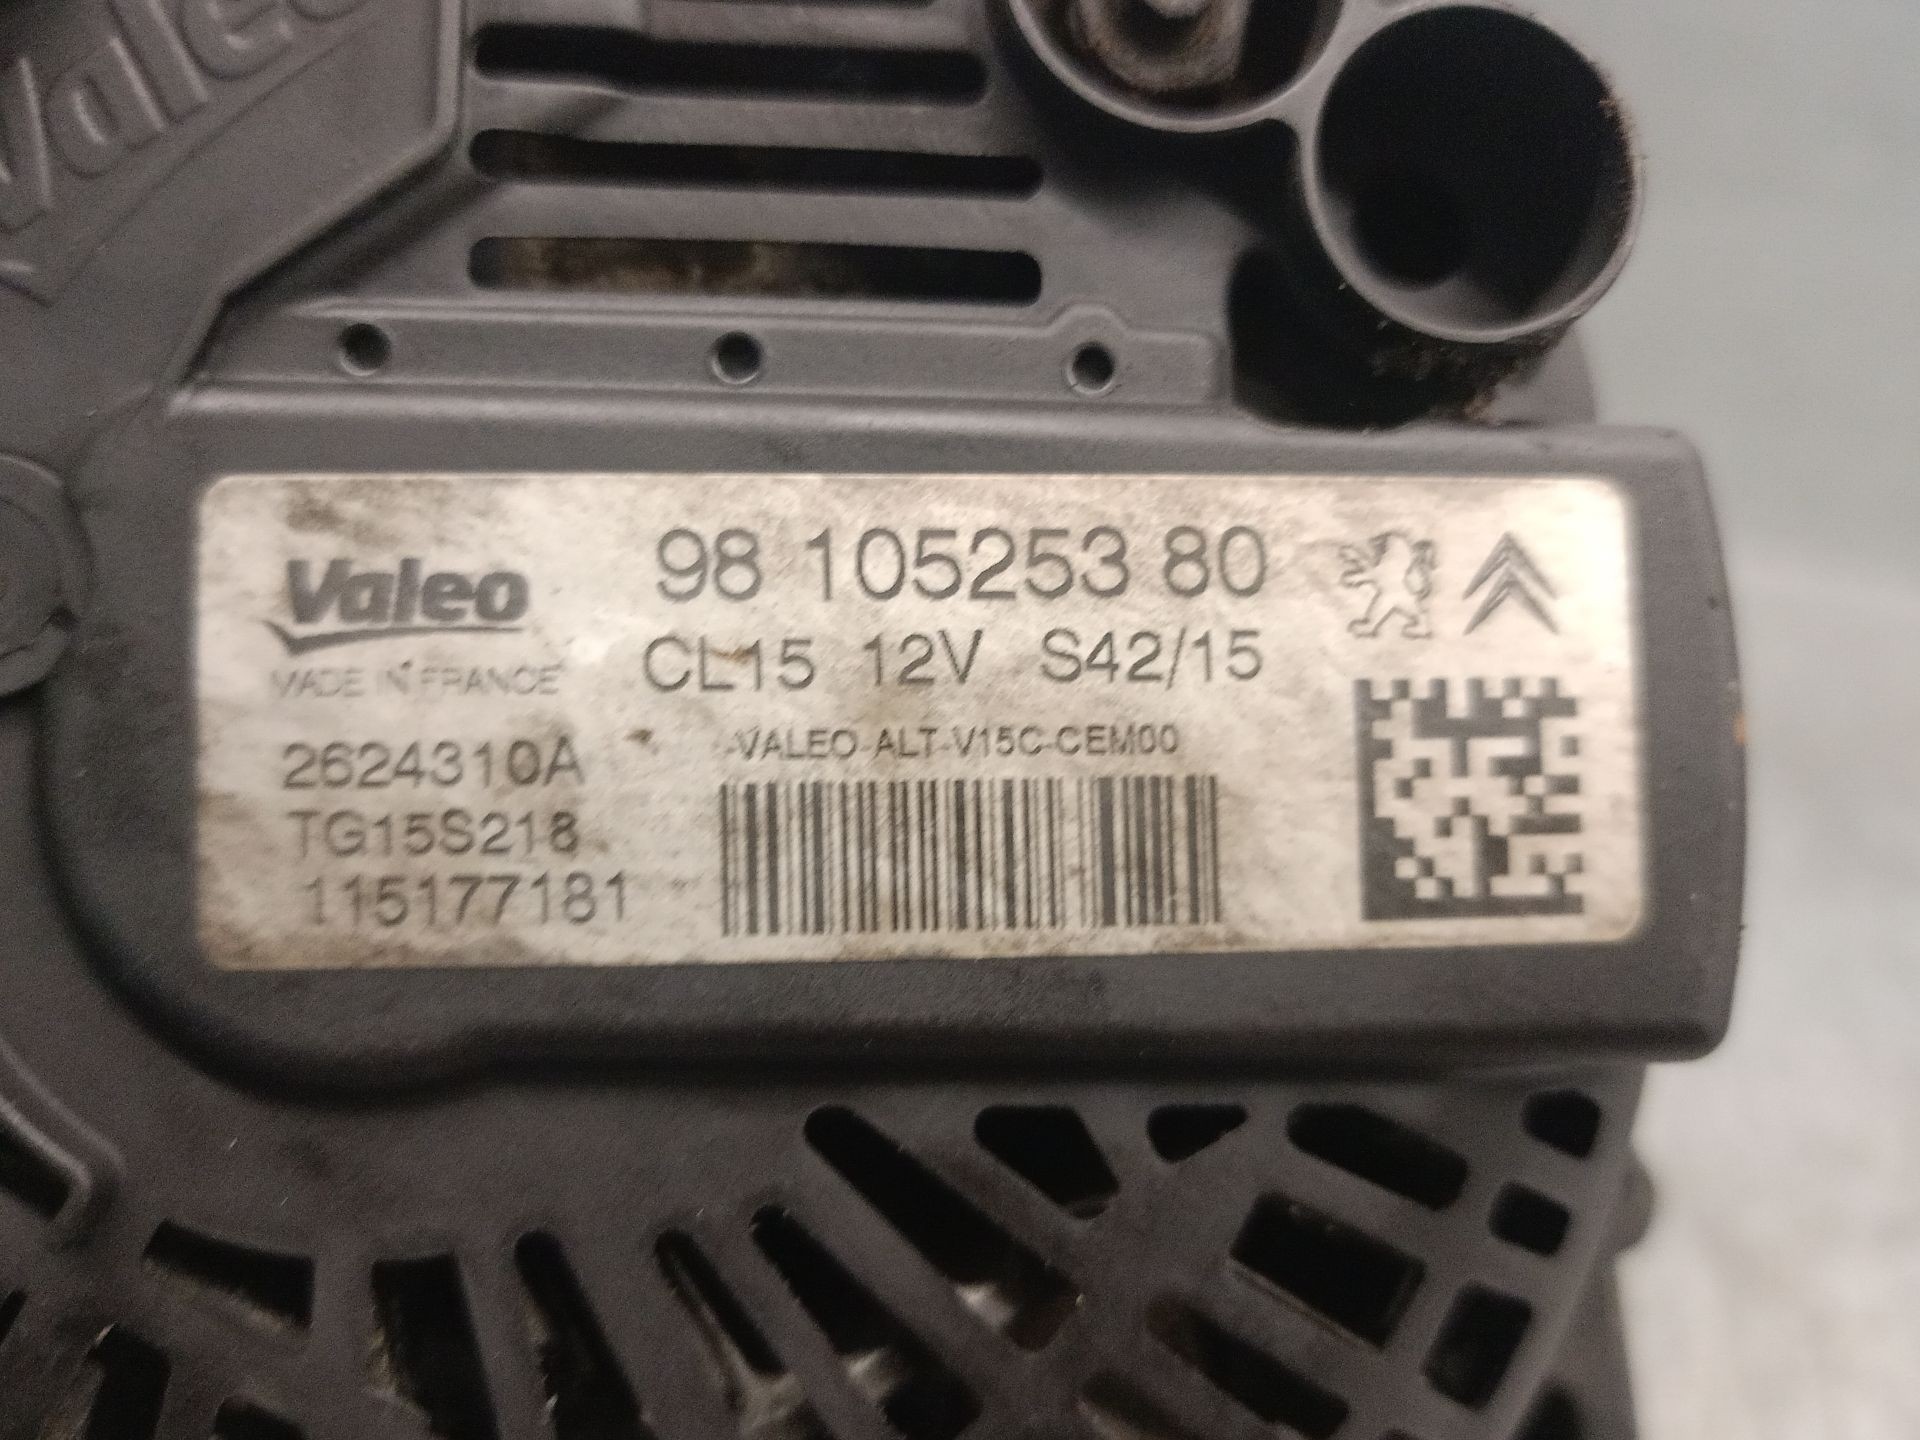 Valeo
Valeo
MADE IN FRANCE
98 105253 80
CL15 12V S42/15
-VALEO-ALT-V15C-CEM00
2624310A
TG15S218
115177181